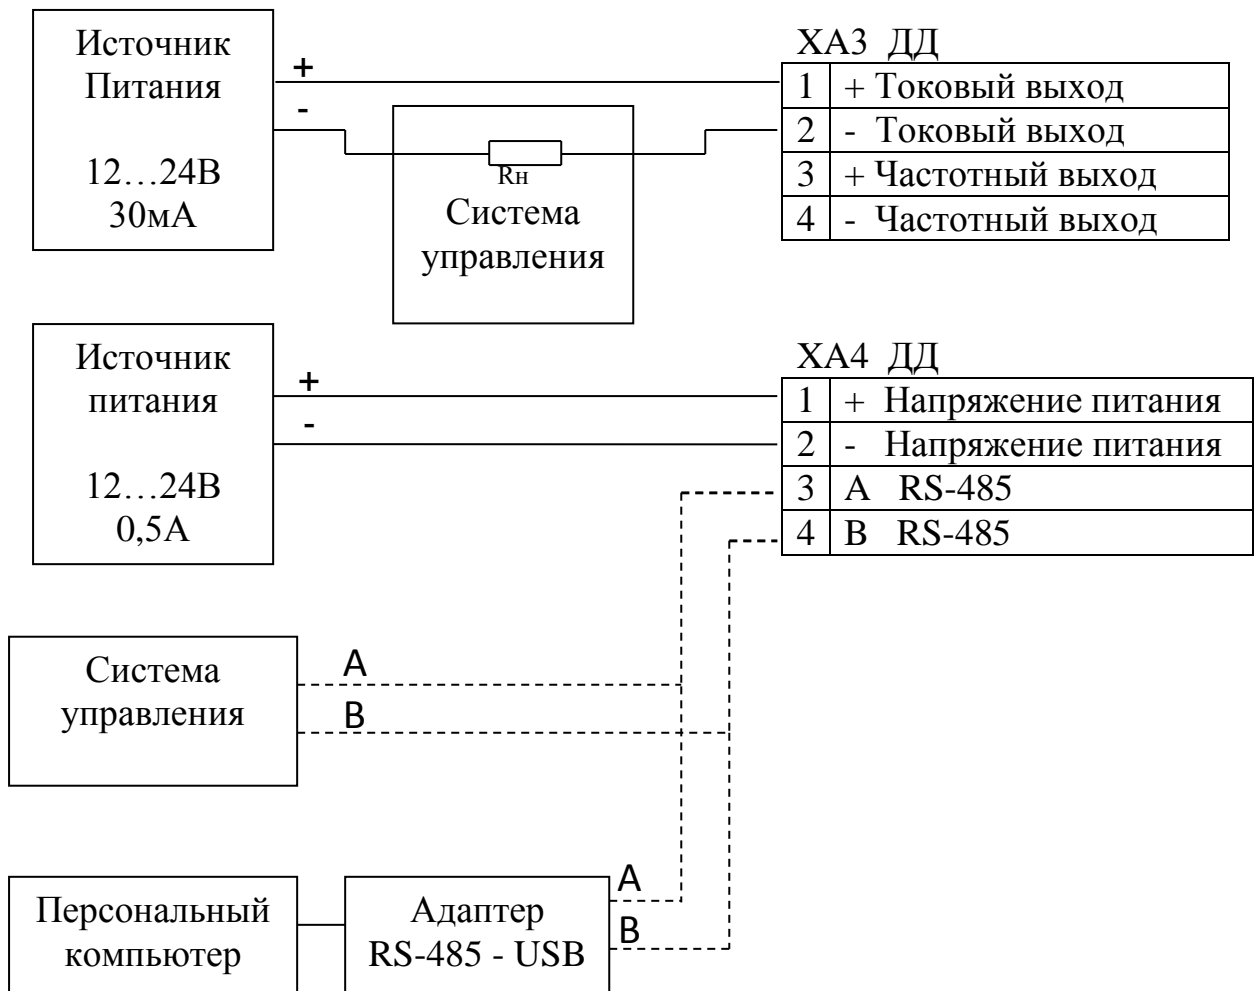 Источник
Питания
12…24В
30мА
+
-
Rн
Система
управления
ХА3 ДД
1 + Токовый выход
2 - Токовый выход
3 + Частотный выход
4 - Частотный выход
Источник
питания
12…24В
0,5А
+
-
ХА4 ДД
1 + Напряжение питания
2 - Напряжение питания
3 А RS-485
4 В RS-485
Система
управления
А
В
Персональный
компьютер
Адаптер
RS-485 - USB
А
В